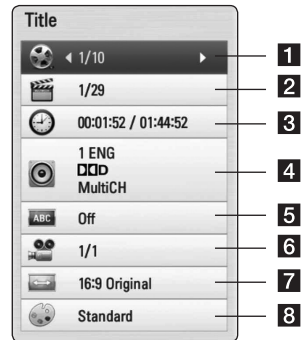 Title
1/10
1
1/29
2
00:01:52 / 01:44:52
3
1 ENG
DD D
MultiCH
4
ABC
Off
5
1/1
6
16:9 Original
7
Standard
8